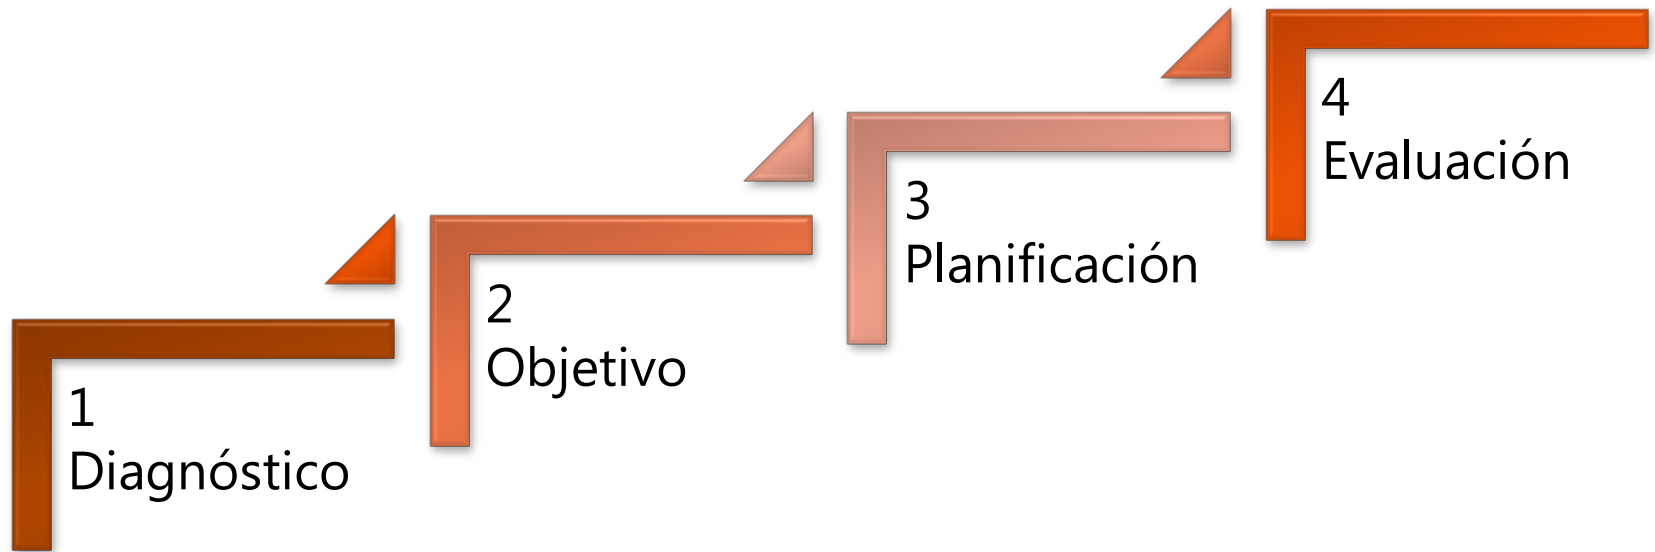 1
Diagnóstico
2
Objetivo
3
Planificación
4
Evaluación